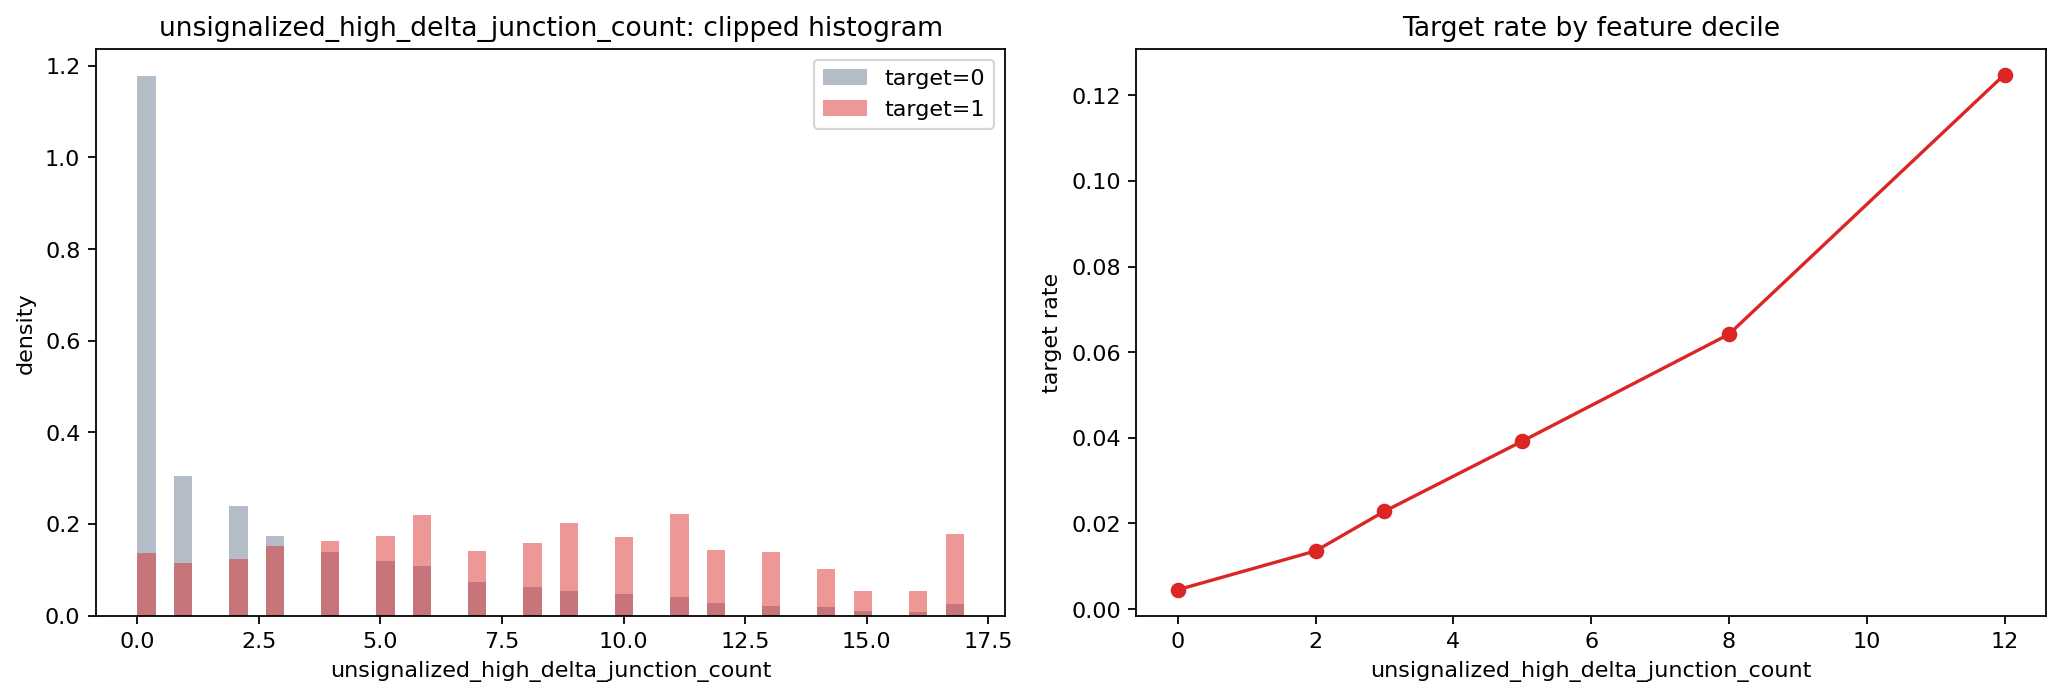 unsignalized_high_delta_junction_count: clipped histogram
target=0
target=1
1.2
1.0
0.8
0.6
0.4
0.2
0.0
density
0.0 2.5 5.0 7.5 10.0 12.5 15.0 17.5
unsignalized_high_delta_junction_count
Target rate by feature decile
0.12
0.10
0.08
0.06
0.04
0.02
0.00
target rate
0 2 4 6 8 10 12
unsignalized_high_delta_junction_count